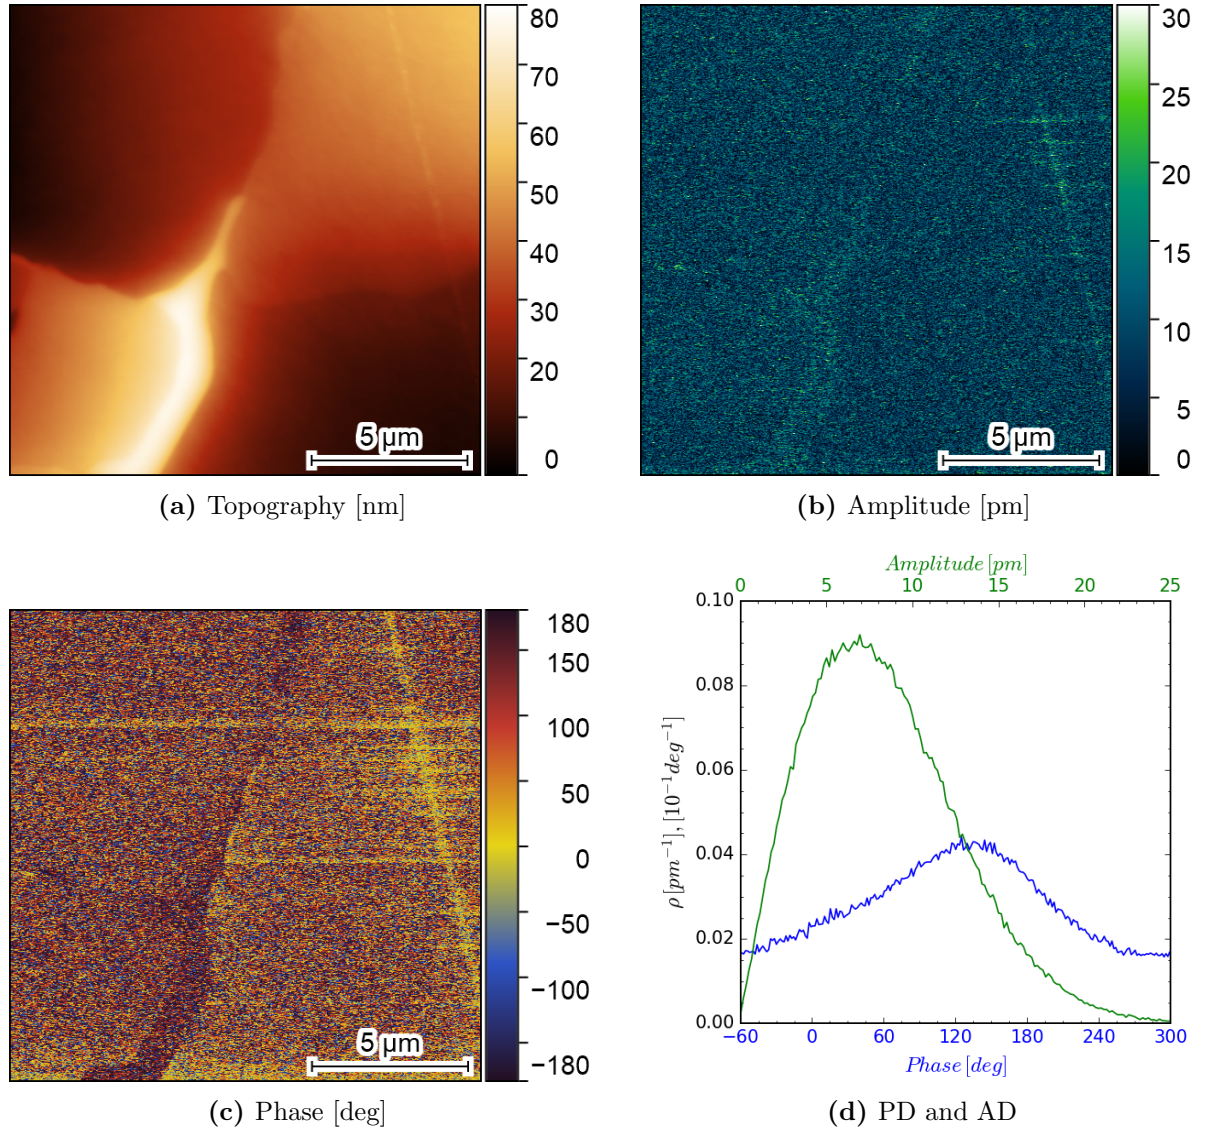 80
70
60
50
40
30
20
0
5 µm
(a) Topography [nm]
30
25
20
15
10
5
0
5 µm
(b) Amplitude [pm]
180
150
100
50
0
−50
−100
−180
5 µm
(c) Phase [deg]
Amplitude [pm]
0 5 10 15 20 25
0.10
0.08
0.06
0.04
0.02
0.00
ρ [pm⁻¹], [10⁻¹deg⁻¹]
−60 0 60 120 180 240 300
Phase [deg]
(d) PD and AD